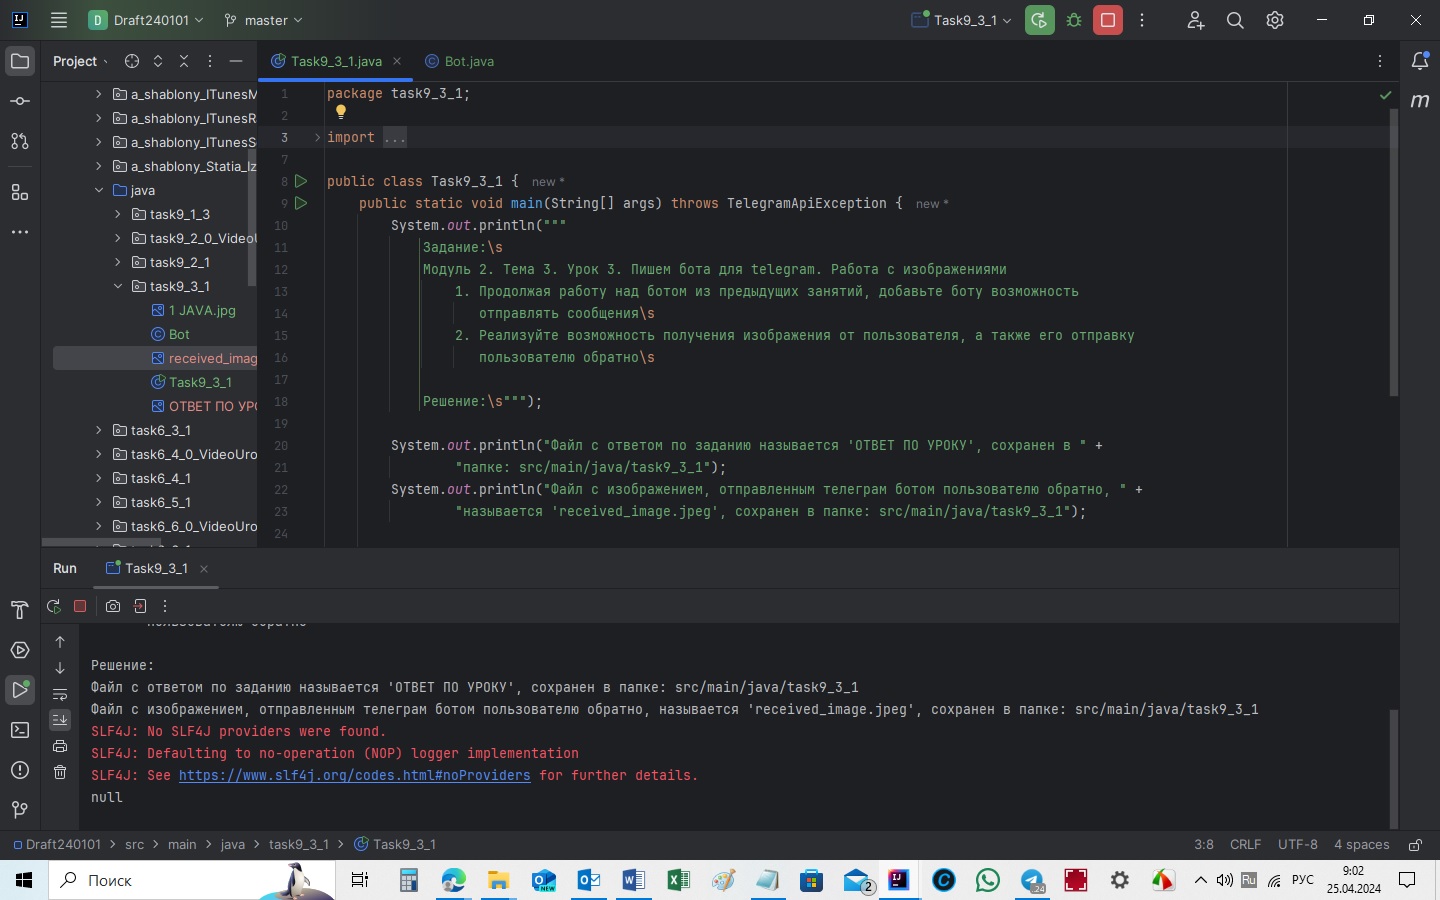 Draft240101
master
Task9_3_1
Project
Task9_3_1.java
Bot.java
a_shablony_ITunesM
a_shablony_ITunesR
a_shablony_ITunesS
a_shablony_Statia_Iz
java
task9_1_3
task9_2_0_VideoU
task9_2_1
task9_3_1
1 JAVA.jpg
Bot
received_imag
Task9_3_1
ОТВЕТ ПО УРО
task6_3_1
task6_4_0_VideoUro
task6_4_1
task6_5_1
task6_6_0_VideoUro
1 package task9_3_1;
2
3 import ...
7
8 public class Task9_3_1 { new *
9 public static void main(String[] args) throws TelegramApiException { new *
10 System.out.println("""
11 Задание:\s
12 Модуль 2. Тема 3. Урок 3. Пишем бота для telegram. Работа с изображениями
13 1. Продолжая работу над ботом из предыдущих занятий, добавьте боту возможность
14 отправлять сообщения\s
15 2. Реализуйте возможность получения изображения от пользователя, а также его отправку
16 пользователю обратно\s
17
18 Решение:\s""");
19
20 System.out.println("Файл с ответом по заданию называется 'ОТВЕТ ПО УРОКУ', сохранен в " +
21 "папке: src/main/java/task9_3_1");
22 System.out.println("Файл с изображением, отправленным телеграм ботом пользователю обратно, " +
23 "называется 'received_image.jpeg', сохранен в папке: src/main/java/task9_3_1");
24
Run
Task9_3_1
Решение:
Файл с ответом по заданию называется 'ОТВЕТ ПО УРОКУ', сохранен в папке: src/main/java/task9_3_1
Файл с изображением, отправленным телеграм ботом пользователю обратно, называется 'received_image.jpeg', сохранен в папке: src/main/java/task9_3_1
SLF4J: No SLF4J providers were found.
SLF4J: Defaulting to no-operation (NOP) logger implementation
SLF4J: See https://www.slf4j.org/codes.html#noProviders for further details.
null
Draft240101 > src > main > java > task9_3_1 > Task9_3_1
3:8 CRLF UTF-8 4 spaces
Поиск
NEW
2
24
Ru
РУС
9:02
25.04.2024